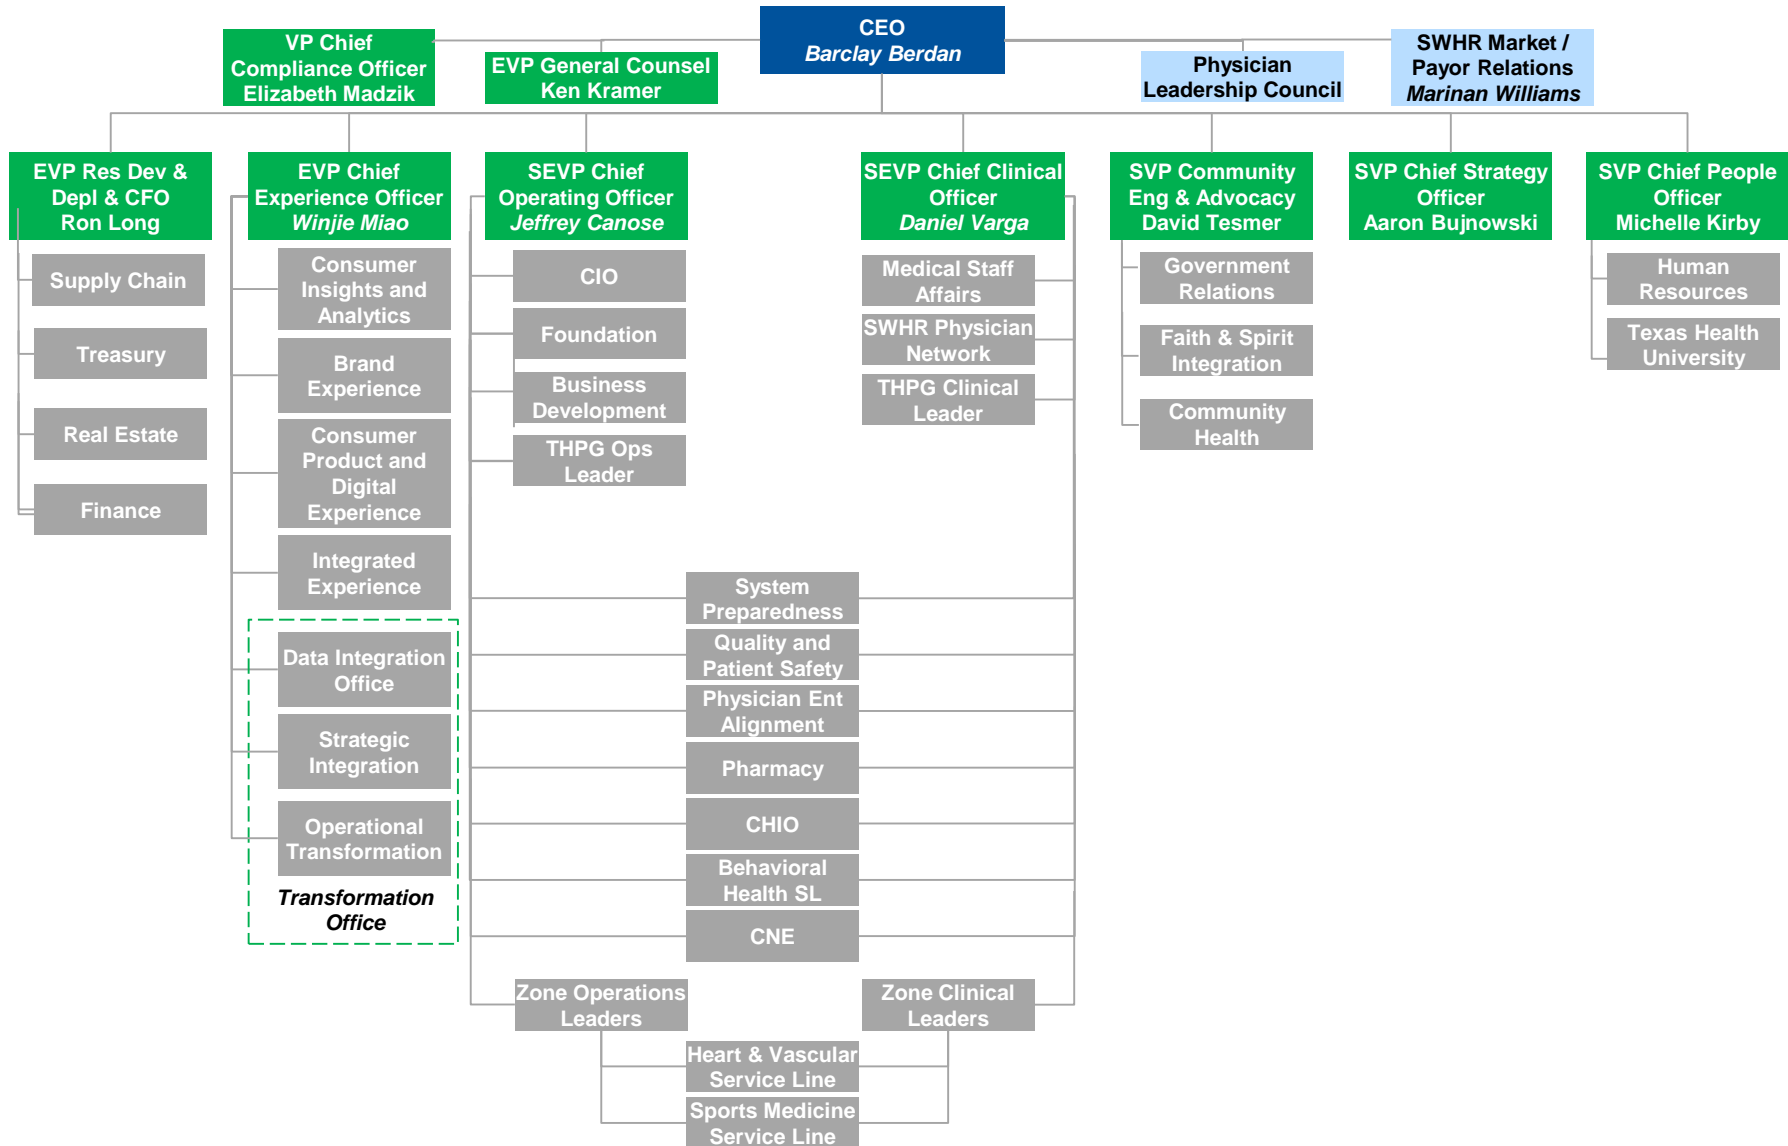 CEO
Barclay Berdan
VP Chief
Compliance Officer
Elizabeth Madzik
EVP General Counsel
Ken Kramer
Physician
Leadership Council
SWHR Market /
Payor Relations
Marinan Williams
EVP Res Dev &
Depl & CFO
Ron Long
EVP Chief
Experience Officer
Winjie Miao
SEVP Chief
Operating Officer
Jeffrey Canose
SEVP Chief Clinical
Officer
Daniel Varga
SVP Community
Eng & Advocacy
David Tesmer
SVP Chief Strategy
Officer
Aaron Bujnowski
SVP Chief People
Officer
Michelle Kirby
Supply Chain
Treasury
Real Estate
Finance
Consumer
Insights and
Analytics
Brand
Experience
Consumer
Product and
Digital
Experience
Integrated
Experience
Data Integration
Office
Strategic
Integration
Operational
Transformation
Transformation
Office
CIO
Foundation
Business
Development
THPG Ops
Leader
Medical Staff
Affairs
SWHR Physician
Network
THPG Clinical
Leader
Government
Relations
Faith & Spirit
Integration
Community
Health
Human
Resources
Texas Health
University
System
Preparedness
Quality and
Patient Safety
Physician Ent
Alignment
Pharmacy
CHIO
Behavioral
Health SL
CNE
Zone Operations
Leaders
Zone Clinical
Leaders
Heart & Vascular
Service Line
Sports Medicine
Service Line